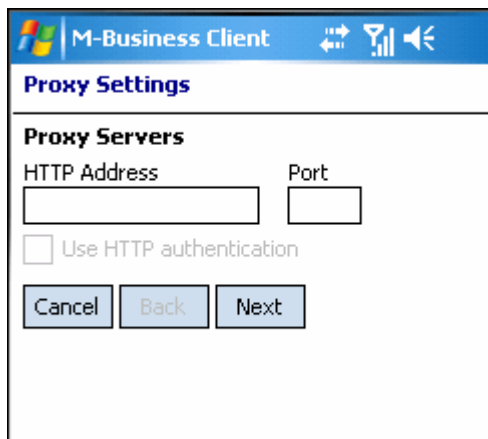 M-Business Client
Proxy Settings
Proxy Servers
HTTP Address Port
Use HTTP authentication
Cancel Back Next